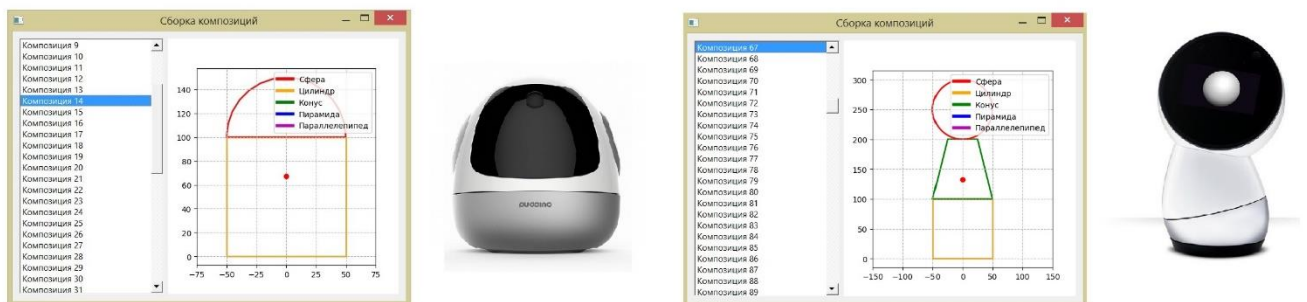 Сборка композиций
Композиция 9
Композиция 10
Композиция 11
Композиция 12
Композиция 13
Композиция 14
Композиция 15
Композиция 16
Композиция 17
Композиция 18
Композиция 19
Композиция 20
Композиция 21
Композиция 22
Композиция 23
Композиция 24
Композиция 25
Композиция 26
Композиция 27
Композиция 28
Композиция 29
Композиция 30
Композиция 31
Сфера
Цилиндр
Конус
Пирамида
Параллелепипед
140
120
100
80
60
40
20
0
−75 −50 −25 0 25 50 75
PUDDING
Сборка композиций
Композиция 67
Композиция 68
Композиция 69
Композиция 70
Композиция 71
Композиция 72
Композиция 73
Композиция 74
Композиция 75
Композиция 76
Композиция 77
Композиция 78
Композиция 79
Композиция 80
Композиция 81
Композиция 82
Композиция 83
Композиция 84
Композиция 85
Композиция 86
Композиция 87
Композиция 88
Композиция 89
Сфера
Цилиндр
Конус
Пирамида
Параллелепипед
300
250
200
150
100
50
0
−150 −100 −50 0 50 100 150